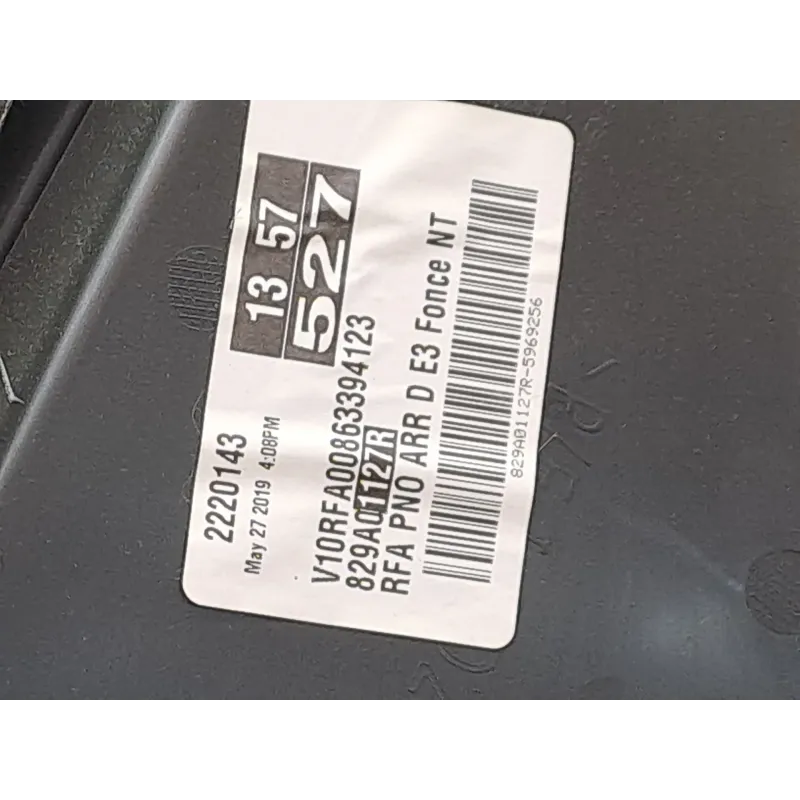 2220143
May 27 2019 4:08PM
13 57
527
V10RFA00863394123
829A01127R
RFA PNO ARR D E3 Fonce NT
829A01127R-5969256